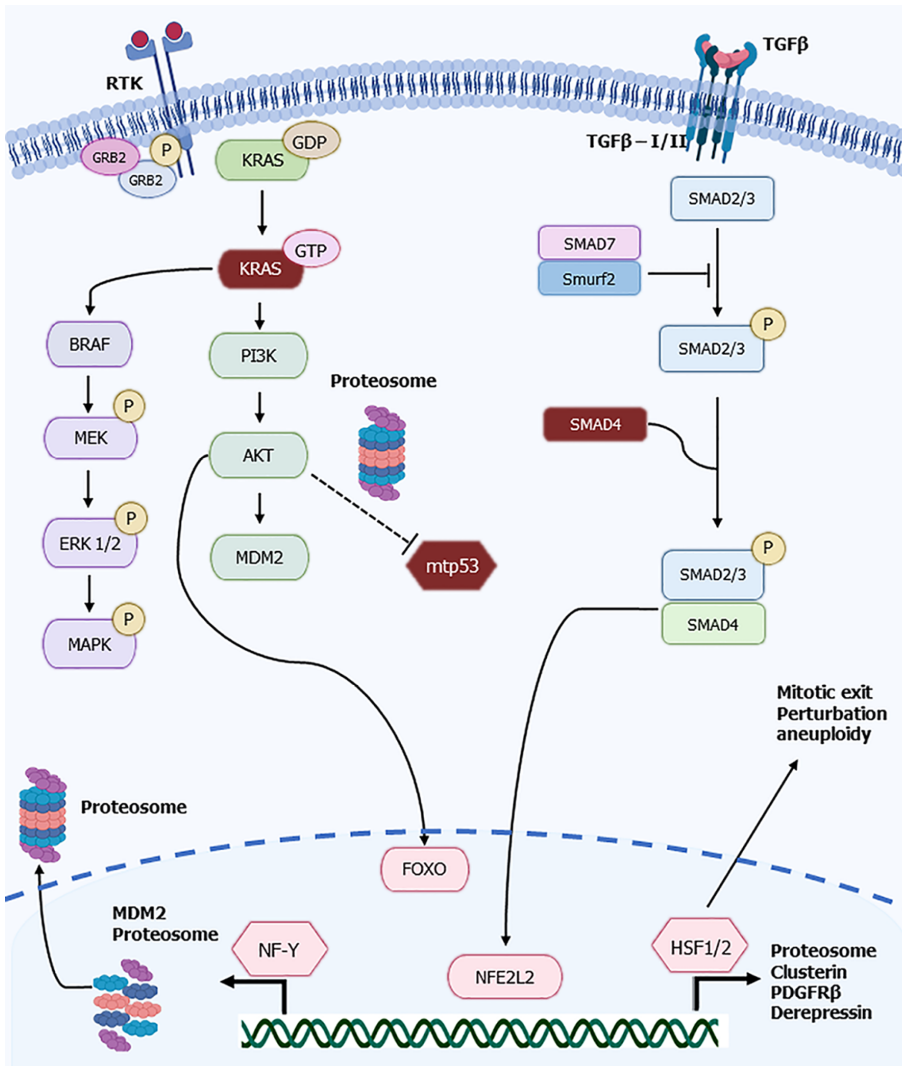 TGFβ
RTK
TGFβ–I/II
GRB2
P
GRB2
KRAS
GDP
KRAS
GTP
BRAF
MEK
P
ERK 1/2
P
MAPK
P
PI3K
AKT
MDM2
Proteosome
mtp53
SMAD2/3
SMAD7
Smurf2
SMAD2/3
P
SMAD4
SMAD2/3
P
SMAD4
Mitotic exit
Perturbation
aneuploidy
Proteosome
FOXO
MDM2
Proteosome
NF-Y
NFE2L2
HSF1/2
Proteosome
Clusterin
PDGFRβ
Derepressin